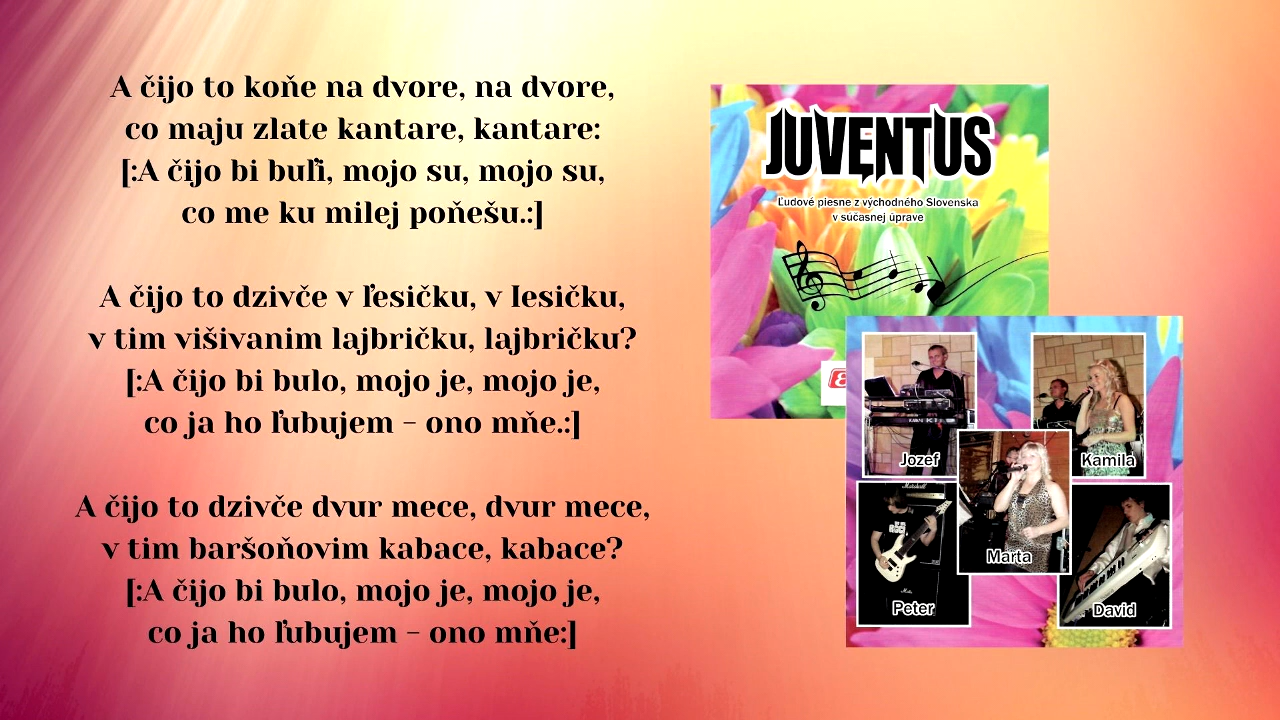 A čijo to koňe na dvore, na dvore,
co maju zlate kantare, kantare:
[:A čijo bi buľi, mojo su, mojo su,
co me ku milej poňešu.:]
A čijo to dzivče v ľesičku, v lesičku,
v tim višivanim lajbričku, lajbričku?
[:A čijo bi bulo, mojo je, mojo je,
co ja ho ľubujem - ono mňe.:]
A čijo to dzivče dvur mece, dvur mece,
v tim baršoňovim kabace, kabace?
[:A čijo bi bulo, mojo je, mojo je,
co ja ho ľubujem - ono mňe:]
JUVENTUS
Ľudové piesne z východného Slovenska
v súčasnej úprave
Jozef
Kamila
Marta
Marshall
Peter
David